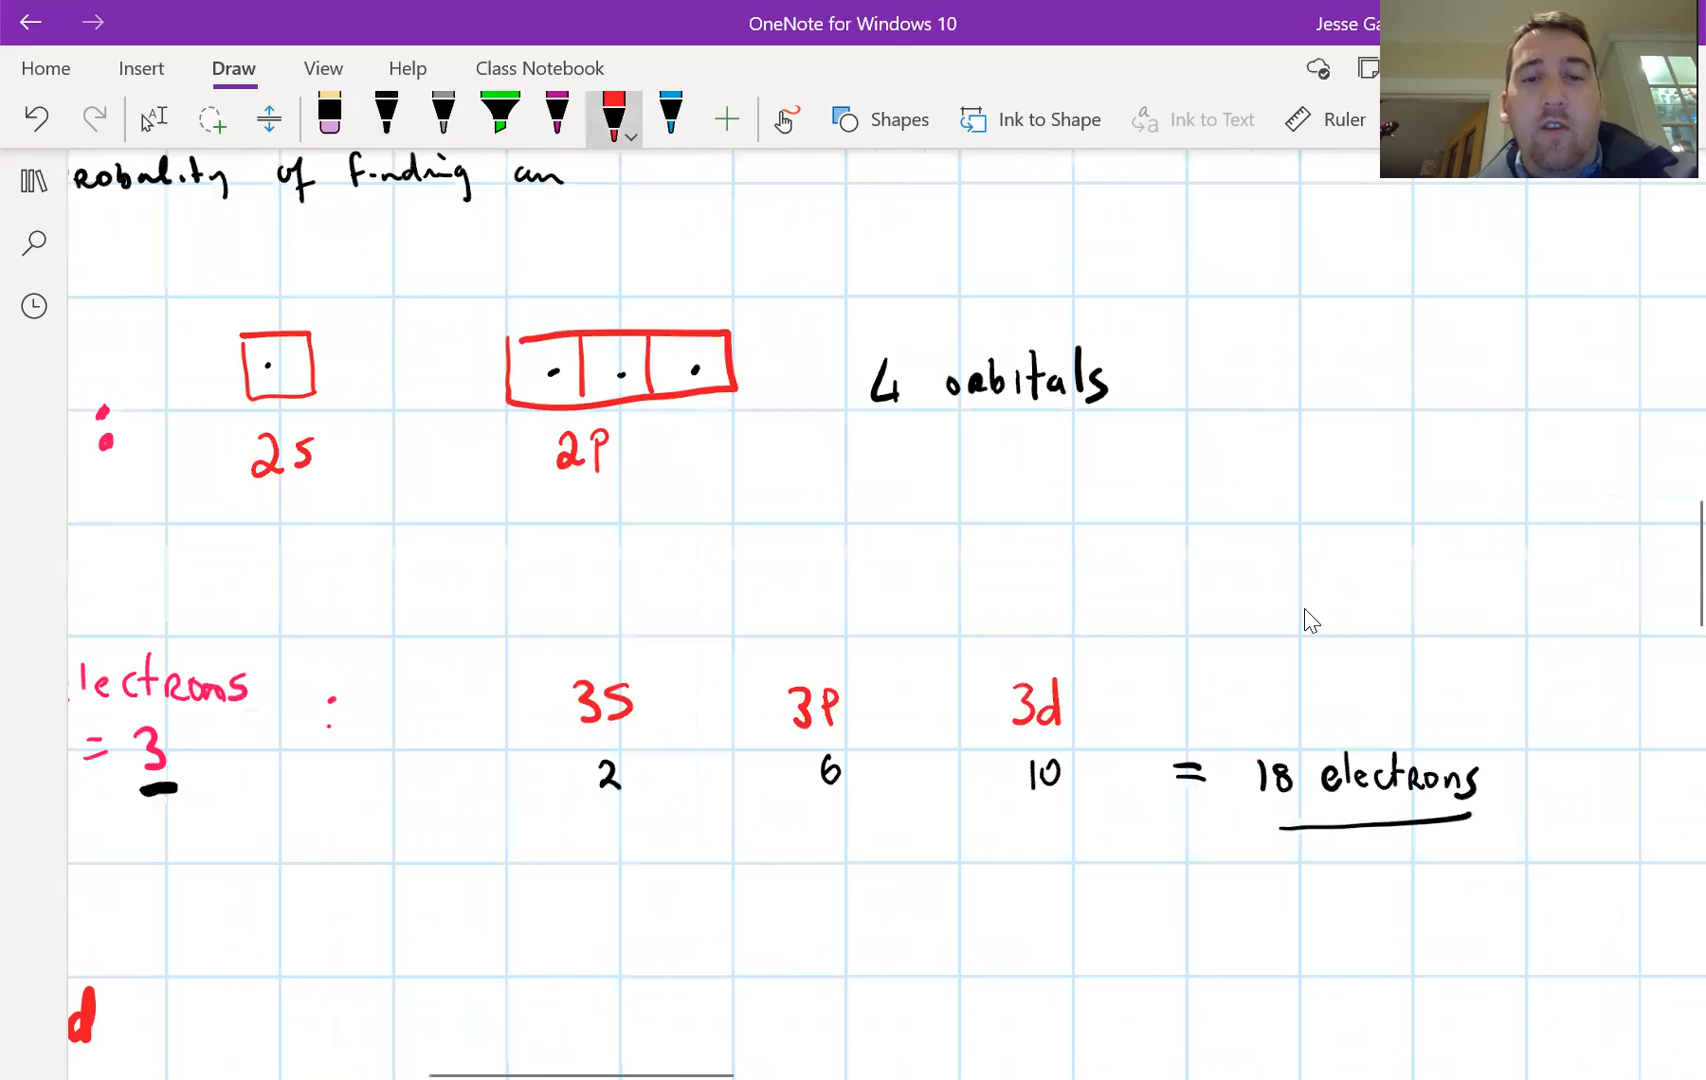 OneNote for Windows 10
Jesse Ga
Home Insert Draw View Help Class Notebook
Shapes Ink to Shape Ink to Text Ruler
robality of finding an
4 orbitals
: 2s 2p
lectrons : 3s 3p 3d
= 3 2 6 10 = 18 electrons
d